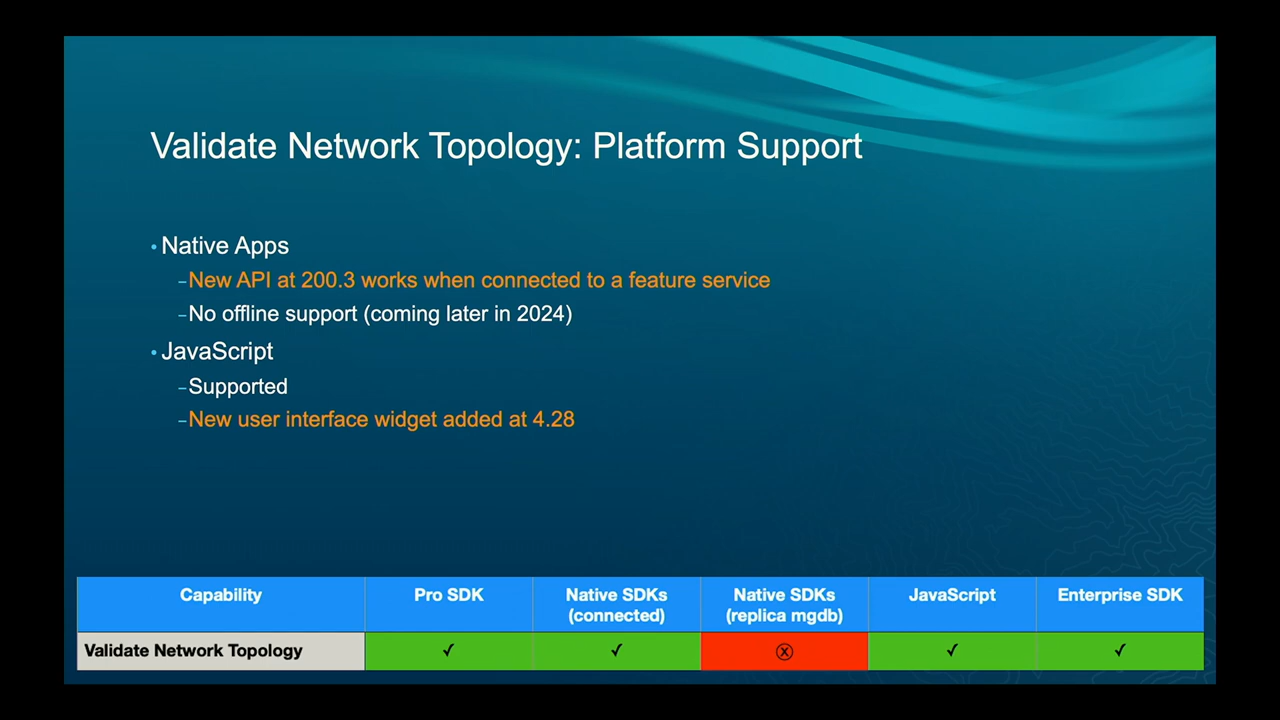 Validate Network Topology: Platform Support
• Native Apps
–New API at 200.3 works when connected to a feature service
–No offline support (coming later in 2024)
• JavaScript
–Supported
–New user interface widget added at 4.28
Capability Pro SDK Native SDKs (connected) Native SDKs (replica mgdb) JavaScript Enterprise SDK
Validate Network Topology ✓ ✓ ⓧ ✓ ✓